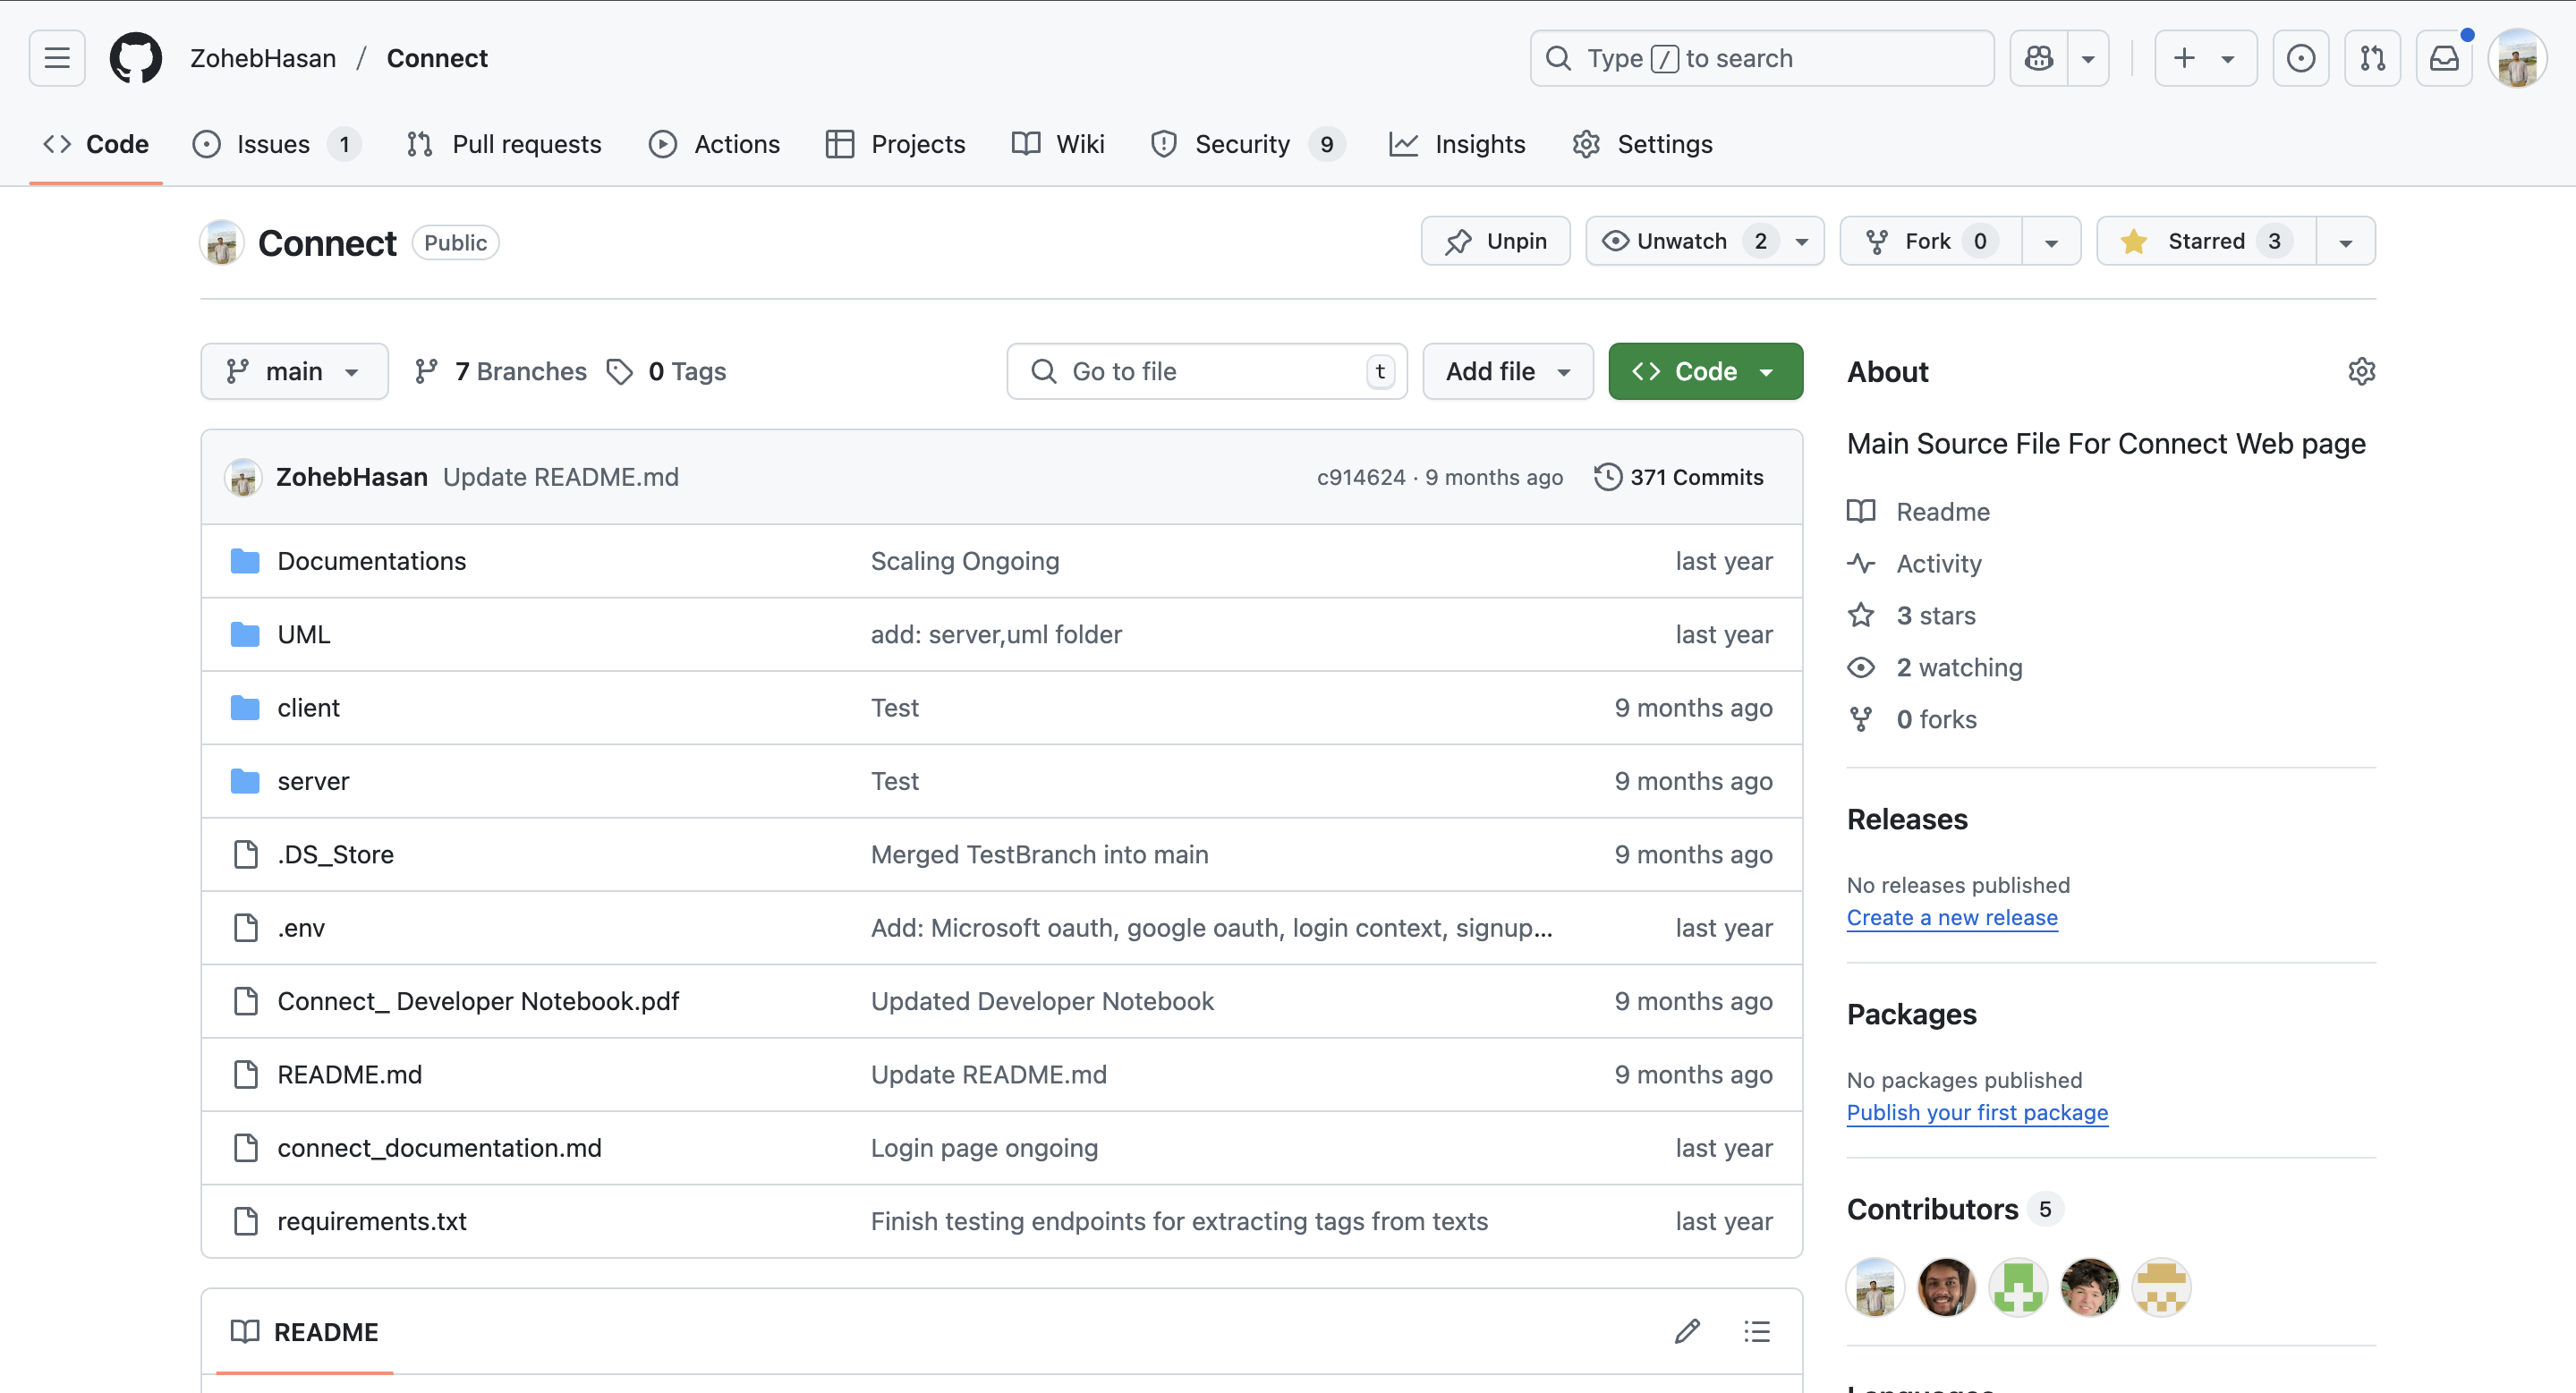 ZohebHasan / Connect
Type / to search
Code
Issues 1
Pull requests
Actions
Projects
Wiki
Security 9
Insights
Settings
Connect Public
Unpin
Unwatch 2
Fork 0
Starred 3
main
7 Branches
0 Tags
Go to file t
Add file
Code
ZohebHasan Update README.md c914624 · 9 months ago 371 Commits
Documentations Scaling Ongoing last year
UML add: server,uml folder last year
client Test 9 months ago
server Test 9 months ago
.DS_Store Merged TestBranch into main 9 months ago
.env Add: Microsoft oauth, google oauth, login context, signup... last year
Connect_ Developer Notebook.pdf Updated Developer Notebook 9 months ago
README.md Update README.md 9 months ago
connect_documentation.md Login page ongoing last year
requirements.txt Finish testing endpoints for extracting tags from texts last year
README
About
Main Source File For Connect Web page
Readme
Activity
3 stars
2 watching
0 forks
Releases
No releases published
Create a new release
Packages
No packages published
Publish your first package
Contributors 5